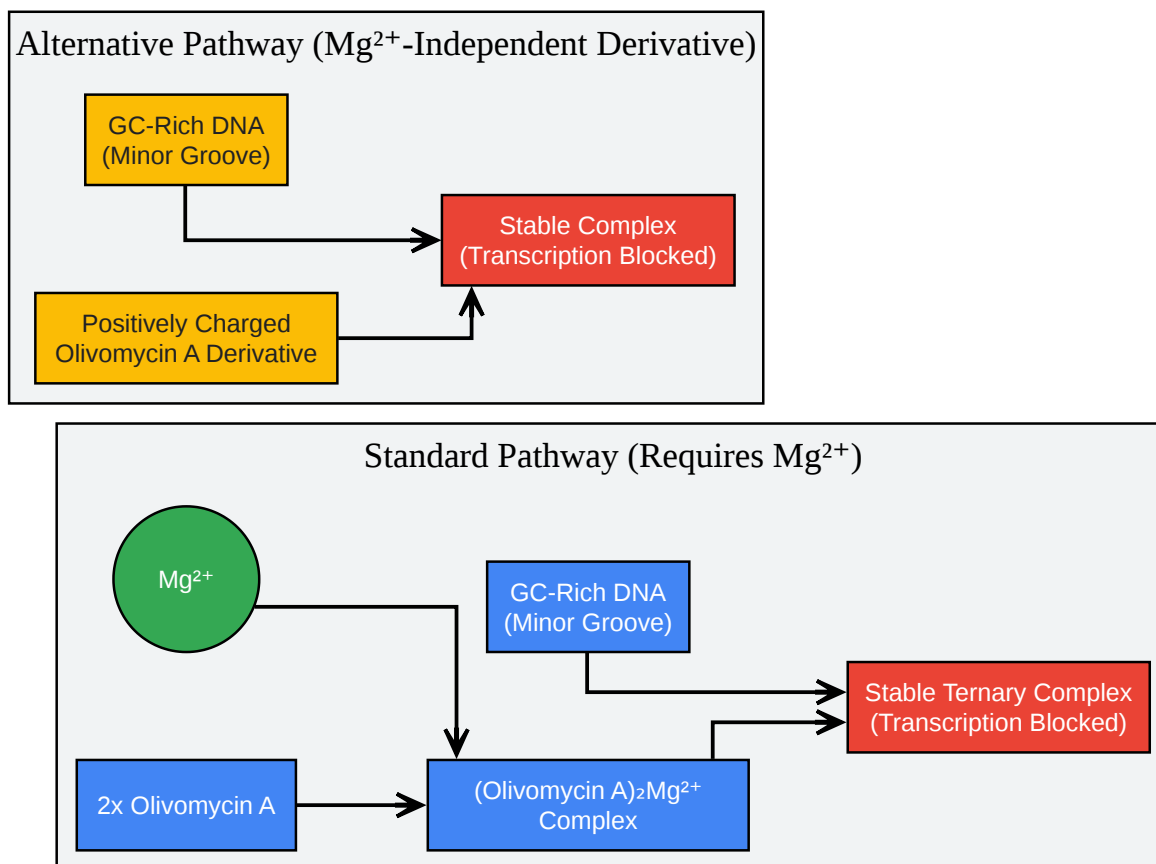 Alternative Pathway (Mg²⁺-Independent Derivative)
GC-Rich DNA
(Minor Groove)
Stable Complex
(Transcription Blocked)
Positively Charged
Olivomycin A Derivative
Standard Pathway (Requires Mg²⁺)
Mg²⁺
GC-Rich DNA
(Minor Groove)
Stable Ternary Complex
(Transcription Blocked)
2x Olivomycin A
(Olivomycin A)₂Mg²⁺
Complex